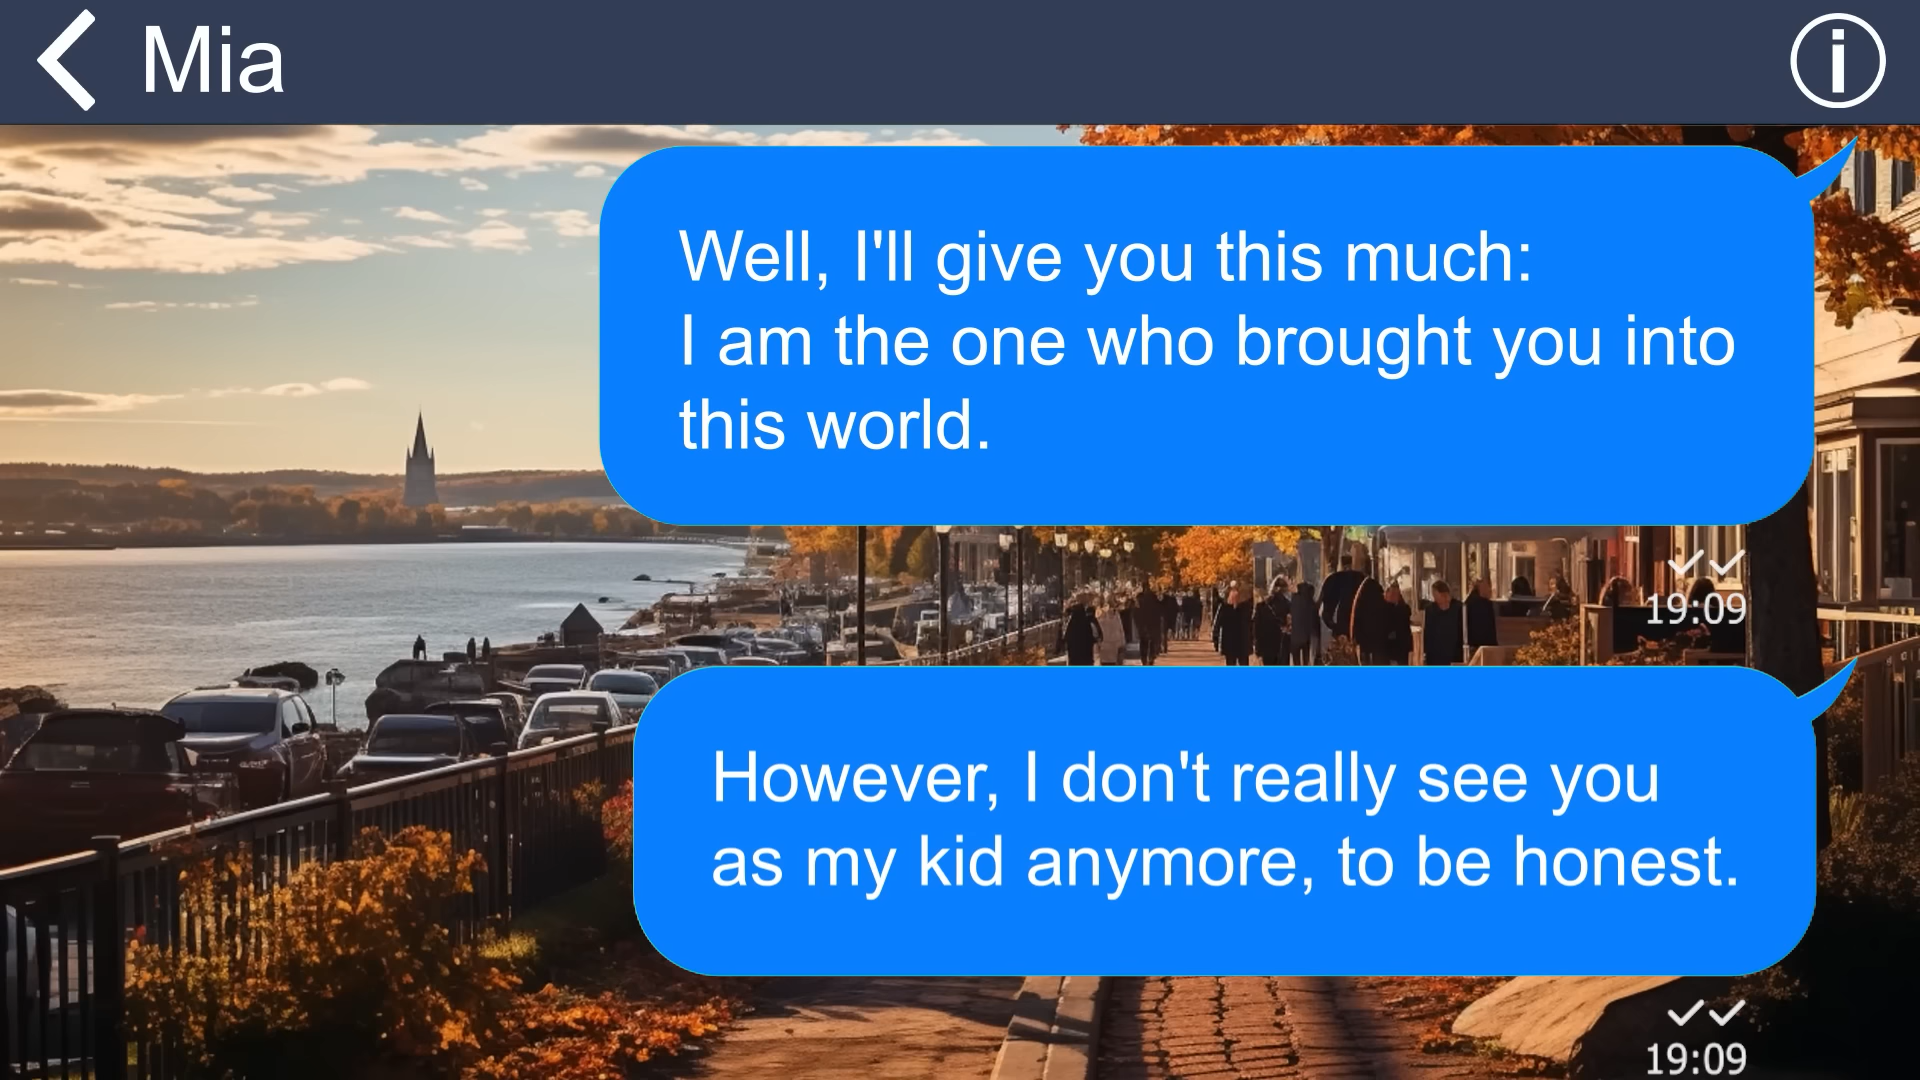 Mia
Well, I'll give you this much:
I am the one who brought you into
this world.
19:09
However, I don't really see you
as my kid anymore, to be honest.
19:09